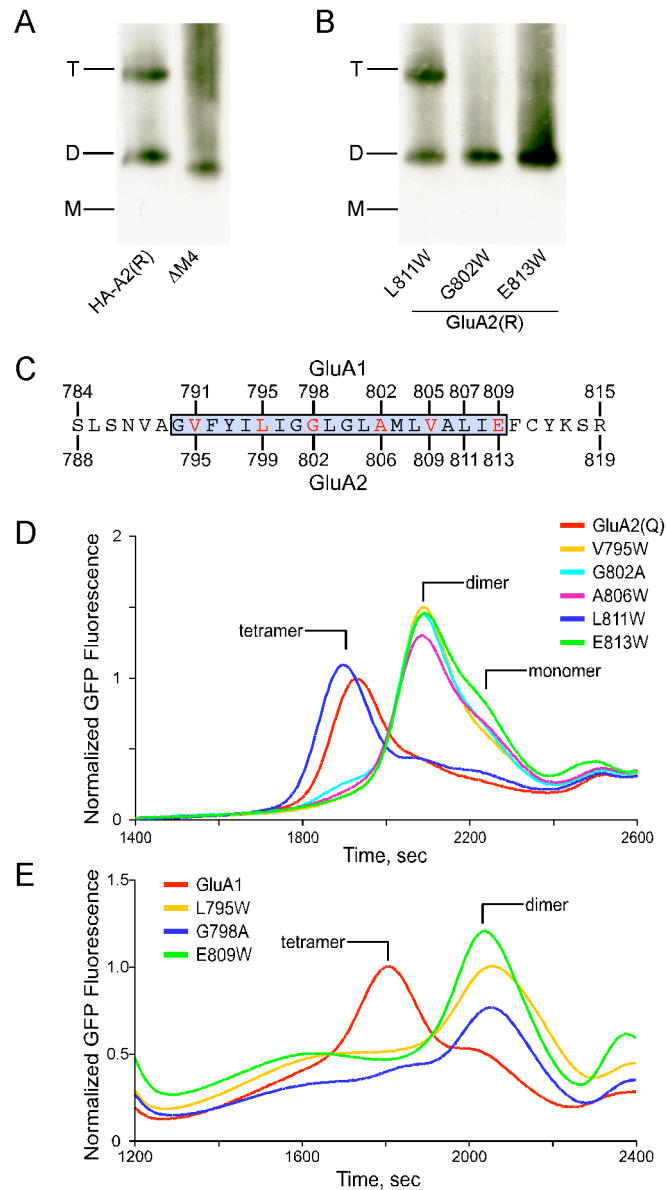 A
B
T
D
M
HA-A2(R)
ΔM4
T
D
M
L811W
G802W
E813W
GluA2(R)
C
GluA1
784 791 795 798 802 805 807 809 815
SLSNVAGVFYILIGGLGLAMLVALIEFCYKSR
788 795 799 802 806 809 811 813 819
GluA2
D
Normalized GFP Fluorescence
2
1
0
tetramer
dimer
monomer
GluA2(Q)
V795W
G802A
A806W
L811W
E813W
1400 1800 2000 2200 2600
Time, sec
E
Normalized GFP Fluorescence
1.5
1.0
0.5
0
GluA1
L795W
G798A
E809W
tetramer
dimer
1200 1600 2000 2400
Time, sec